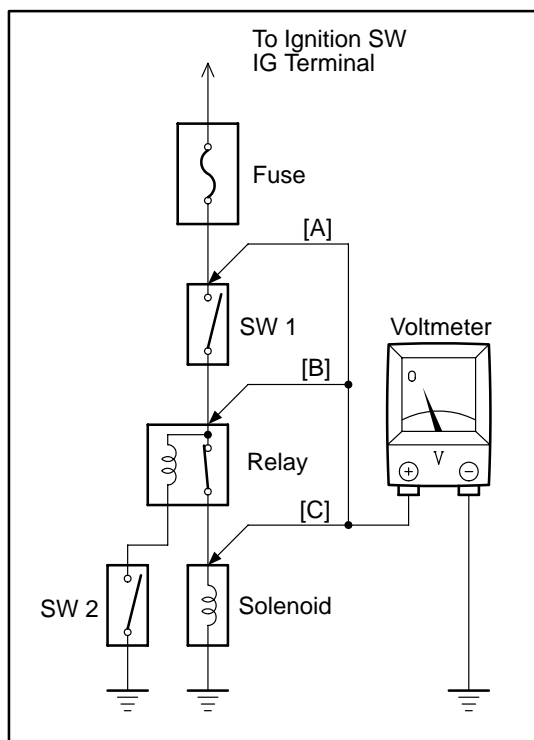 To Ignition SW
IG Terminal
Fuse
[A]
SW 1
Voltmeter
[B]
0
Relay
V
[C]
SW 2
Solenoid